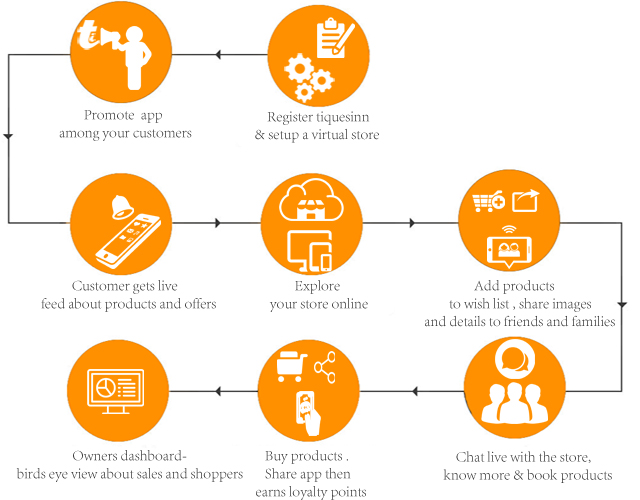 Promote app
among your customers
Register tiquesinn
& setup a virtual store
Customer gets live
feed about products and offers
Explore
your store online
Add products
to wish list , share images
and details to friends and families
Owners dashboard-
birds eye view about sales and shoppers
Buy products .
Share app then
earns loyalty points
Chat live with the store,
know more & book products